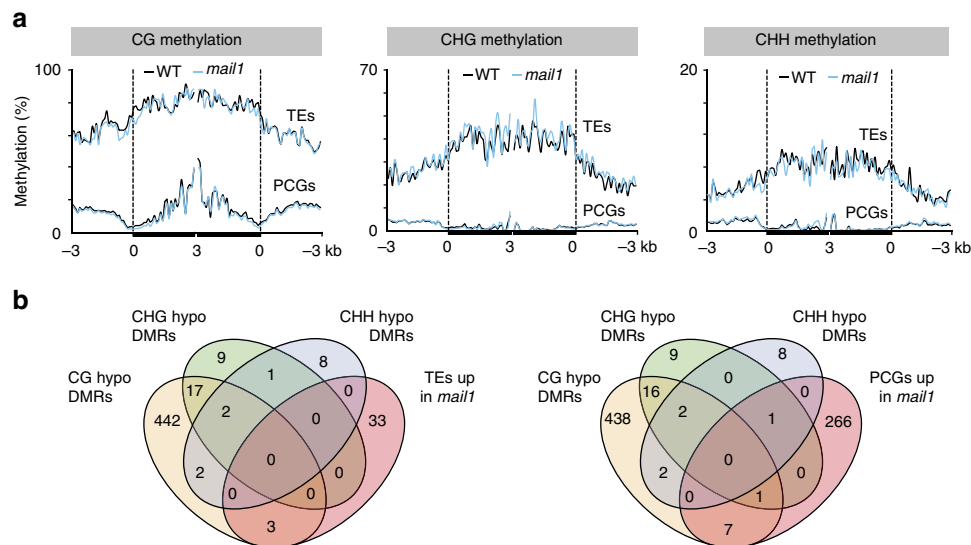 a
CG methylation
CHG methylation
CHH methylation
100
WT mail1
TEs
PCGs
Methylation (%)
0
–3 0 3 0 –3 kb
70
WT mail1
TEs
PCGs
0
–3 0 3 0 –3 kb
20
WT mail1
TEs
PCGs
0
–3 0 3 0 –3 kb
b
CHG hypo
DMRs
CHH hypo
DMRs
CG hypo
DMRs
TEs up
in mail1
9
8
1
17
0
442
2
0
33
2
0
0
0
0
3
CHG hypo
DMRs
CHH hypo
DMRs
CG hypo
DMRs
PCGs up
in mail1
9
8
0
16
0
438
2
1
266
2
0
0
0
1
7